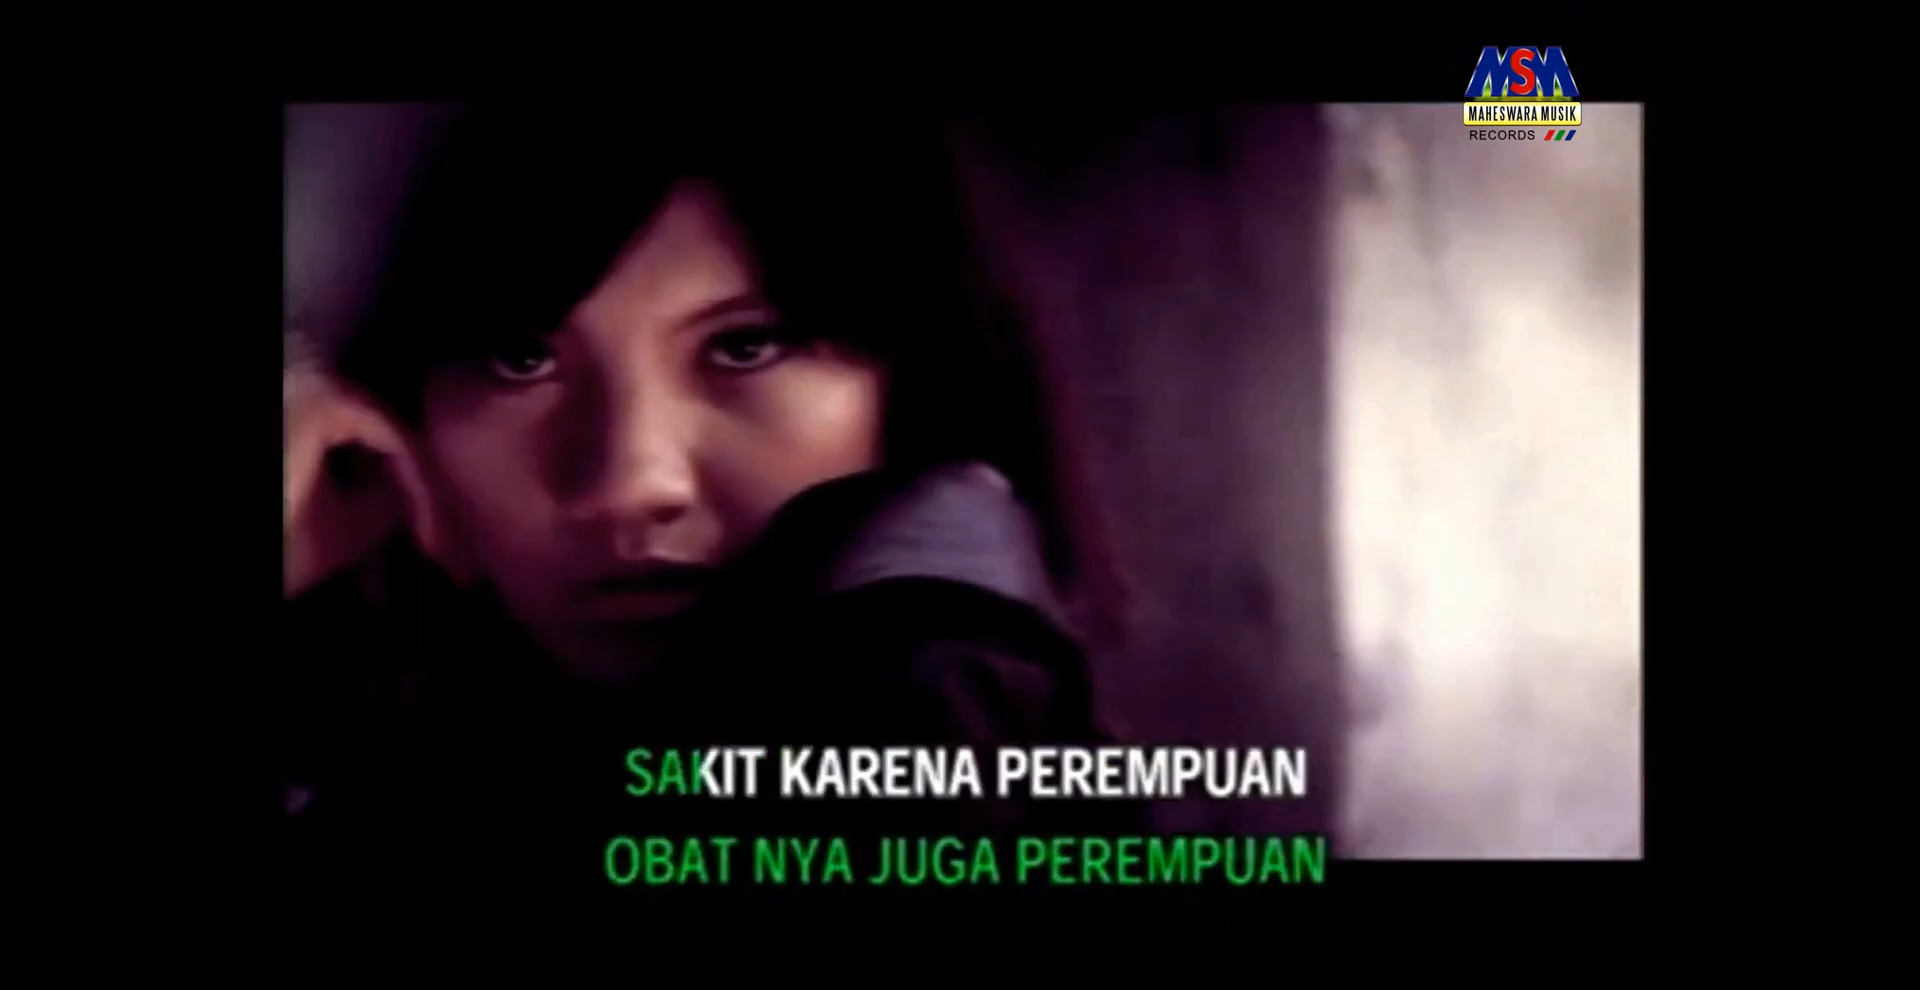 MSM
MAHESWARA MUSIK
RECORDS
SAKIT KARENA PEREMPUAN
OBAT NYA JUGA PEREMPUAN